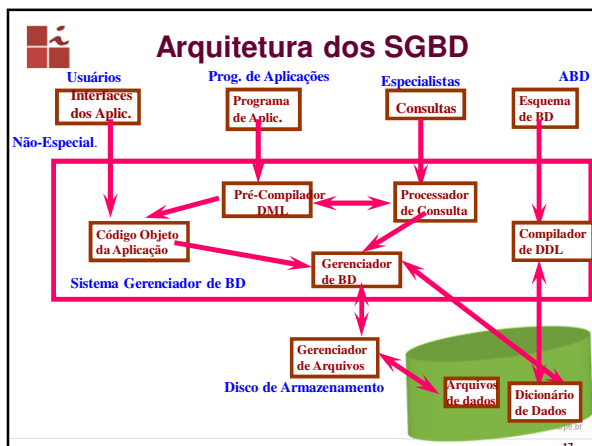 Arquitetura dos SGBD
Usuários
Prog. de Aplicações
Especialistas
ABD
Interfaces
dos Aplic.
Programa
de Aplic.
Consultas
Esquema
de BD
Não-Especial.
Pré-Compilador
DML
Processador
de Consulta
Código Objeto
da Aplicação
Compilador
de DDL
Gerenciador
de BD
Sistema Gerenciador de BD
Gerenciador
de Arquivos
Disco de Armazenamento
Arquivos
de dados
Dicionário
de Dados
17